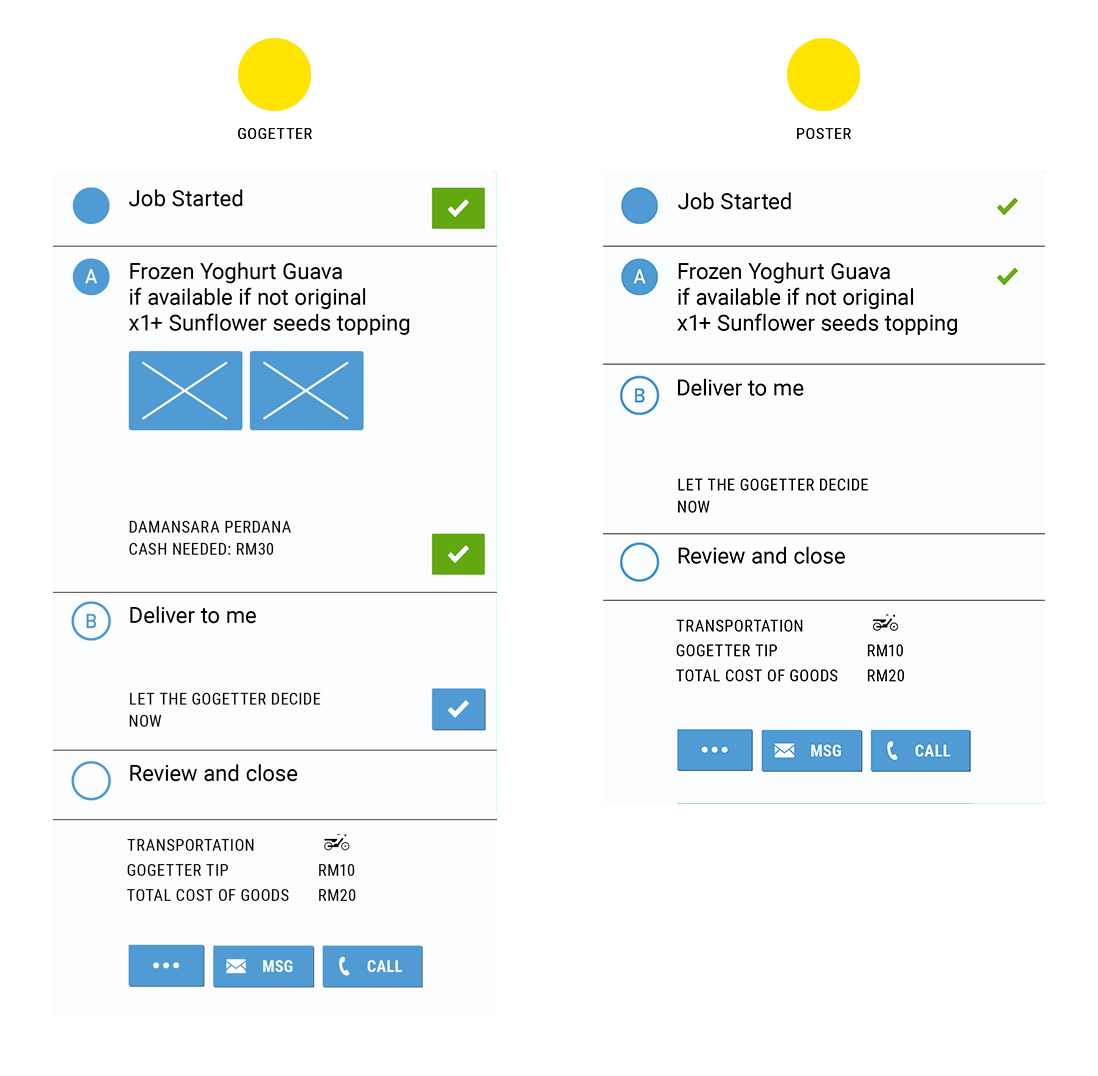 GOGETTER
Job Started
A
Frozen Yoghurt Guava
if available if not original
x1+ Sunflower seeds topping
DAMANSARA PERDANA
CASH NEEDED: RM30
B
Deliver to me
LET THE GOGETTER DECIDE
NOW
Review and close
TRANSPORTATION
GOGETTER TIP RM10
TOTAL COST OF GOODS RM20
MSG
CALL
POSTER
Job Started
A
Frozen Yoghurt Guava
if available if not original
x1+ Sunflower seeds topping
B
Deliver to me
LET THE GOGETTER DECIDE
NOW
Review and close
TRANSPORTATION
GOGETTER TIP RM10
TOTAL COST OF GOODS RM20
MSG
CALL